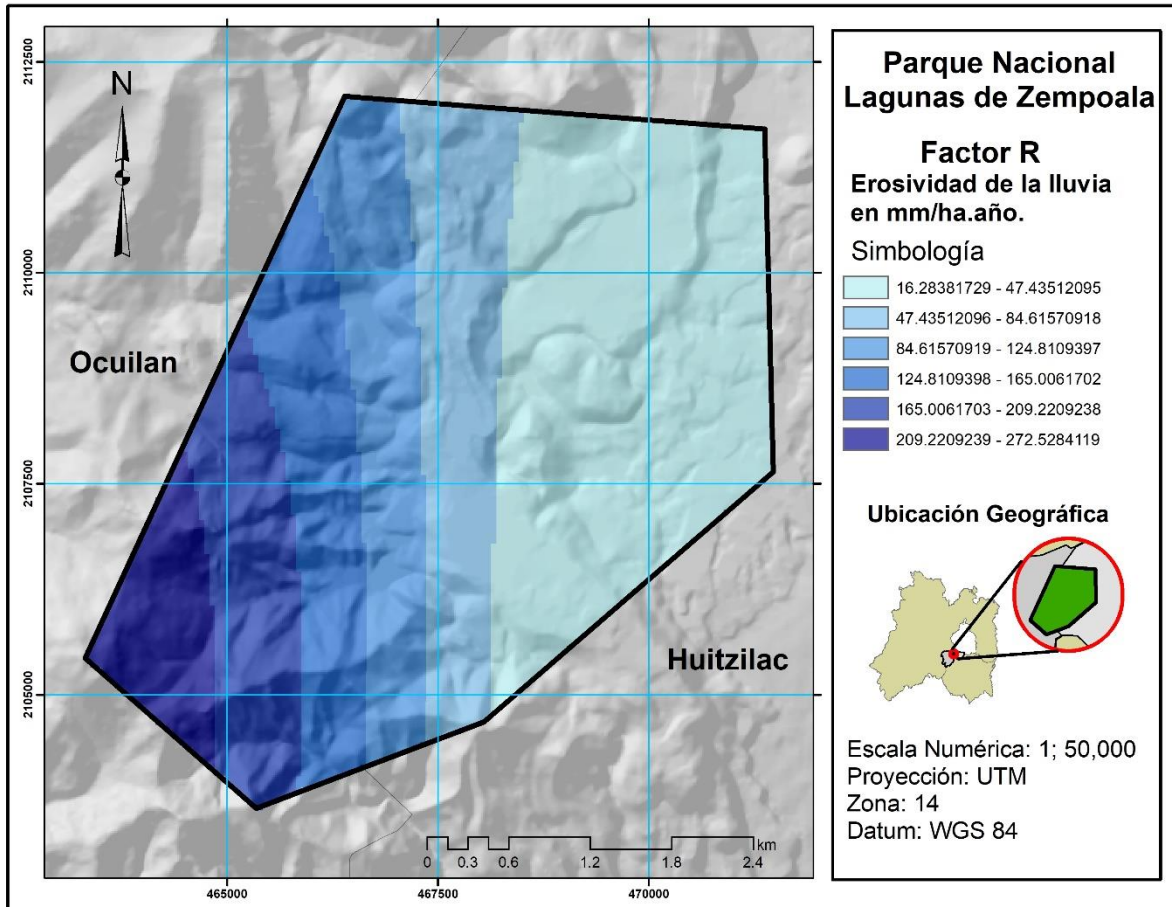 Parque Nacional
Lagunas de Zempoala
Factor R
Erosividad de la lluvia
en mm/ha.año.
Simbología
16.28381729 - 47.43512095
47.43512096 - 84.61570918
84.61570919 - 124.8109397
124.8109398 - 165.0061702
165.0061703 - 209.2209238
209.2209239 - 272.5284119
Ubicación Geográfica
Escala Numérica: 1; 50,000
Proyección: UTM
Zona: 14
Datum: WGS 84
N
Ocuilan
Huitzilac
2112500
2110000
2107500
2105000
465000
467500
470000
km
0 0.3 0.6 1.2 1.8 2.4